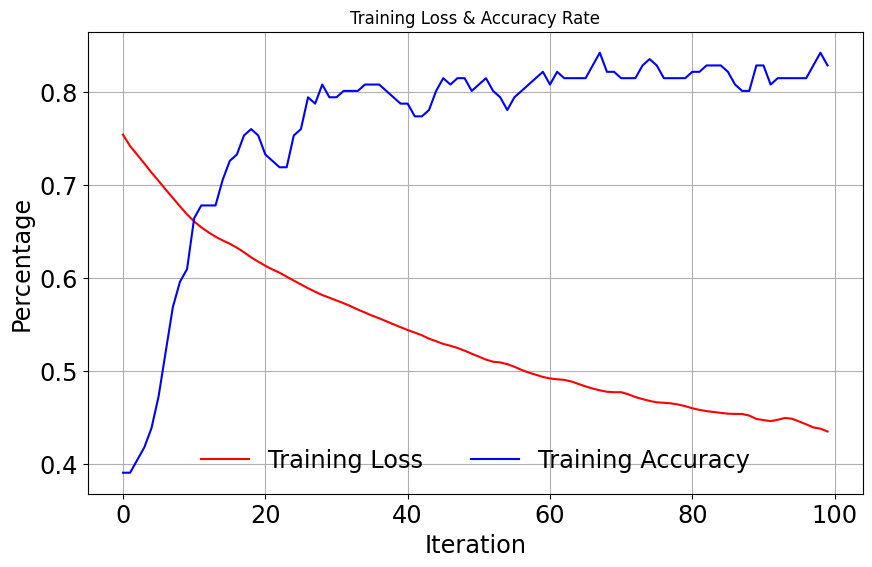 Training Loss & Accuracy Rate
Percentage
0.8
0.7
0.6
0.5
0.4
Training Loss Training Accuracy
0 20 40 60 80 100
Iteration